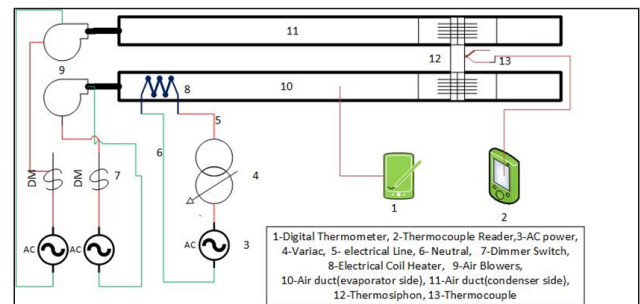 11
12
13
9
10
8
5
6
DM
DM
7
4
AC
AC
AC
3
1
2
1-Digital Thermometer, 2-Thermocouple Reader,3-AC power,
4-Variac, 5- electrical Line, 6- Neutral, 7-Dimmer Switch,
8-Electrical Coil Heater, 9-Air Blowers,
10-Air duct(evaporator side), 11-Air duct(condenser side),
12-Thermosiphon, 13-Thermocouple